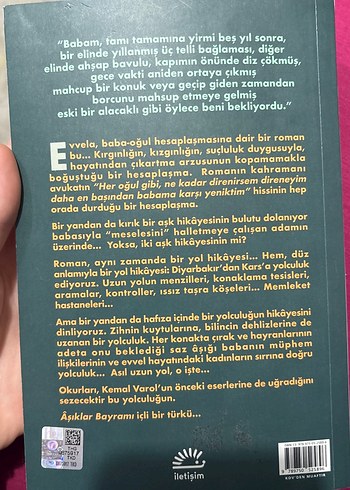 “Babam, tamı tamamına yirmi beş yıl sonra,
bir elinde yıllanmış üç telli bağlaması, diğer
elinde ahşap bavulu, kapımın önünde diz çökmüş,
gece vakti aniden ortaya çıkmış
mahcup bir konuk veya geçip giden zamandan
borcunu mahsup etmeye gelmiş
eski bir alacaklı gibi öylece beni bekliyordu.”
Evvela, baba-oğul hesaplaşmasına dair bir roman
bu... Kırgınlığın, kızgınlığın, suçluluk duygusuyla,
hayatından çıkartma arzusunun kopamamakla
boğuştuğu bir hesaplaşma. Romanın kahramanı
avukatın “Her oğul gibi, ne kadar direnirsem direneyim
daha en başından babama karşı yeniktim” hissinin hep
orada durduğu bir hesaplaşma.
Bir yandan da kırık bir aşk hikâyesinin bulutu dolanıyor
babasıyla “meselesini” halletmeye çalışan adamın
üzerinde... Yoksa, iki aşk hikâyesinin mi?
Roman, aynı zamanda bir yol hikâyesi... Hem, düz
anlamıyla bir yol hikâyesi: Diyarbakır’dan Kars’a yolculuk
ediyoruz. Uzun yolun menzilleri, konaklama tesisleri,
aramalar, kontroller, ıssız taşra köşeleri... Memleket
hastaneleri...
Ama bir yandan da hafıza içinde bir yolculuğun hikâyesini
dinliyoruz. Zihnin kuytularına, bilincin dehlizlerine de
uzanan bir yolculuk. Her konakta çırak ve hayranlarının
adeta onu beklediği saz âşığı babanın müphem
ilişkilerinin ve evvel hayatındaki kadınların sırrına doğru
yolculuk... Asıl uzun yol, o işte...
Okurları, Kemal Varol’un önceki eserlerine de uğradığını
sezecektir bu yolculuğun.
Âşıklar Bayramı içli bir türkü...
iletişim
KDV'DEN MUAFTIR